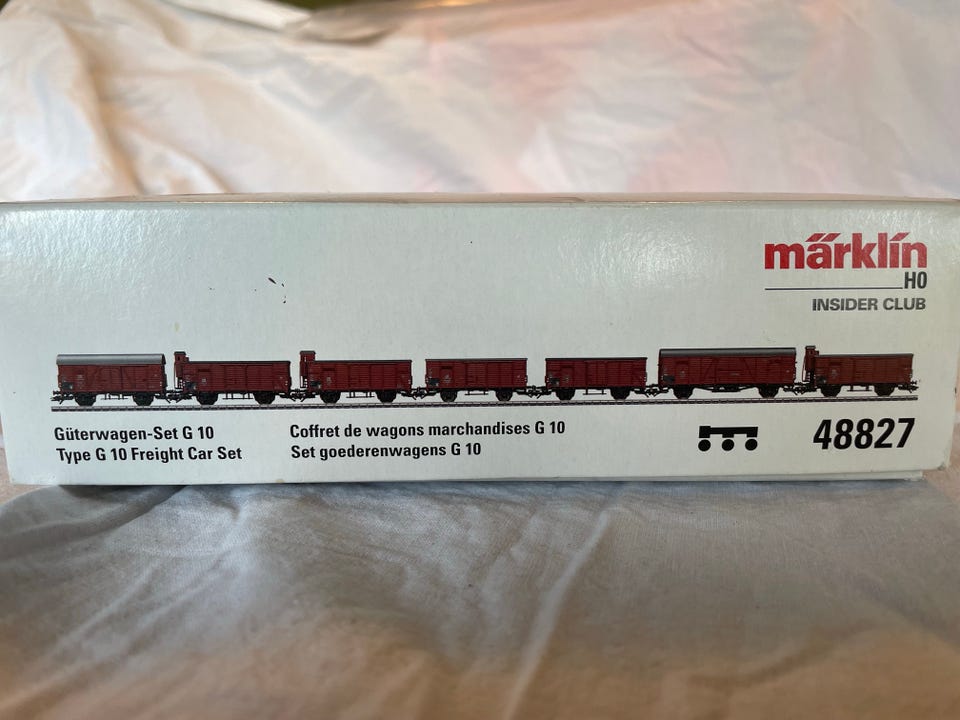 märklín
H0
INSIDER CLUB
Güterwagen-Set G 10
Type G 10 Freight Car Set
Coffret de wagons marchandises G 10
Set goederenwagens G 10
48827